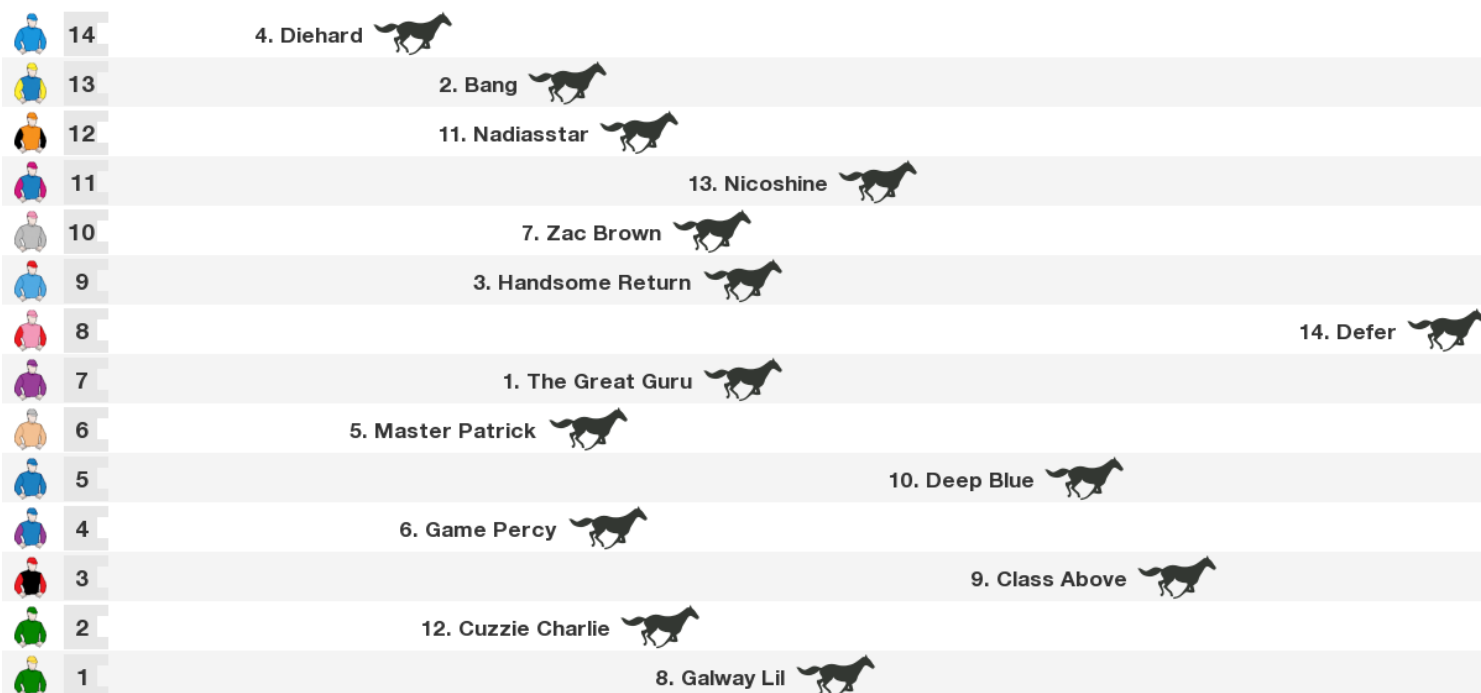 14 4. Diehard
13 2. Bang
12 11. Nadiasstar
11 13. Nicoshine
10 7. Zac Brown
9 3. Handsome Return
8 14. Defer
7 1. The Great Guru
6 5. Master Patrick
5 10. Deep Blue
4 6. Game Percy
3 9. Class Above
2 12. Cuzzie Charlie
1 8. Galway Lil